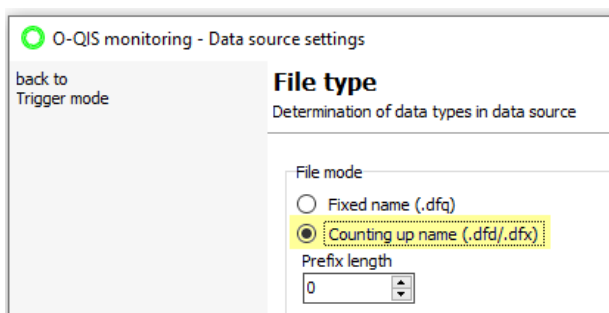 O-QIS monitoring - Data source settings
back to
Trigger mode
File type
Determination of data types in data source
File mode
Fixed name (.dfq)
Counting up name (.dfd/.dfx)
Prefix length
0